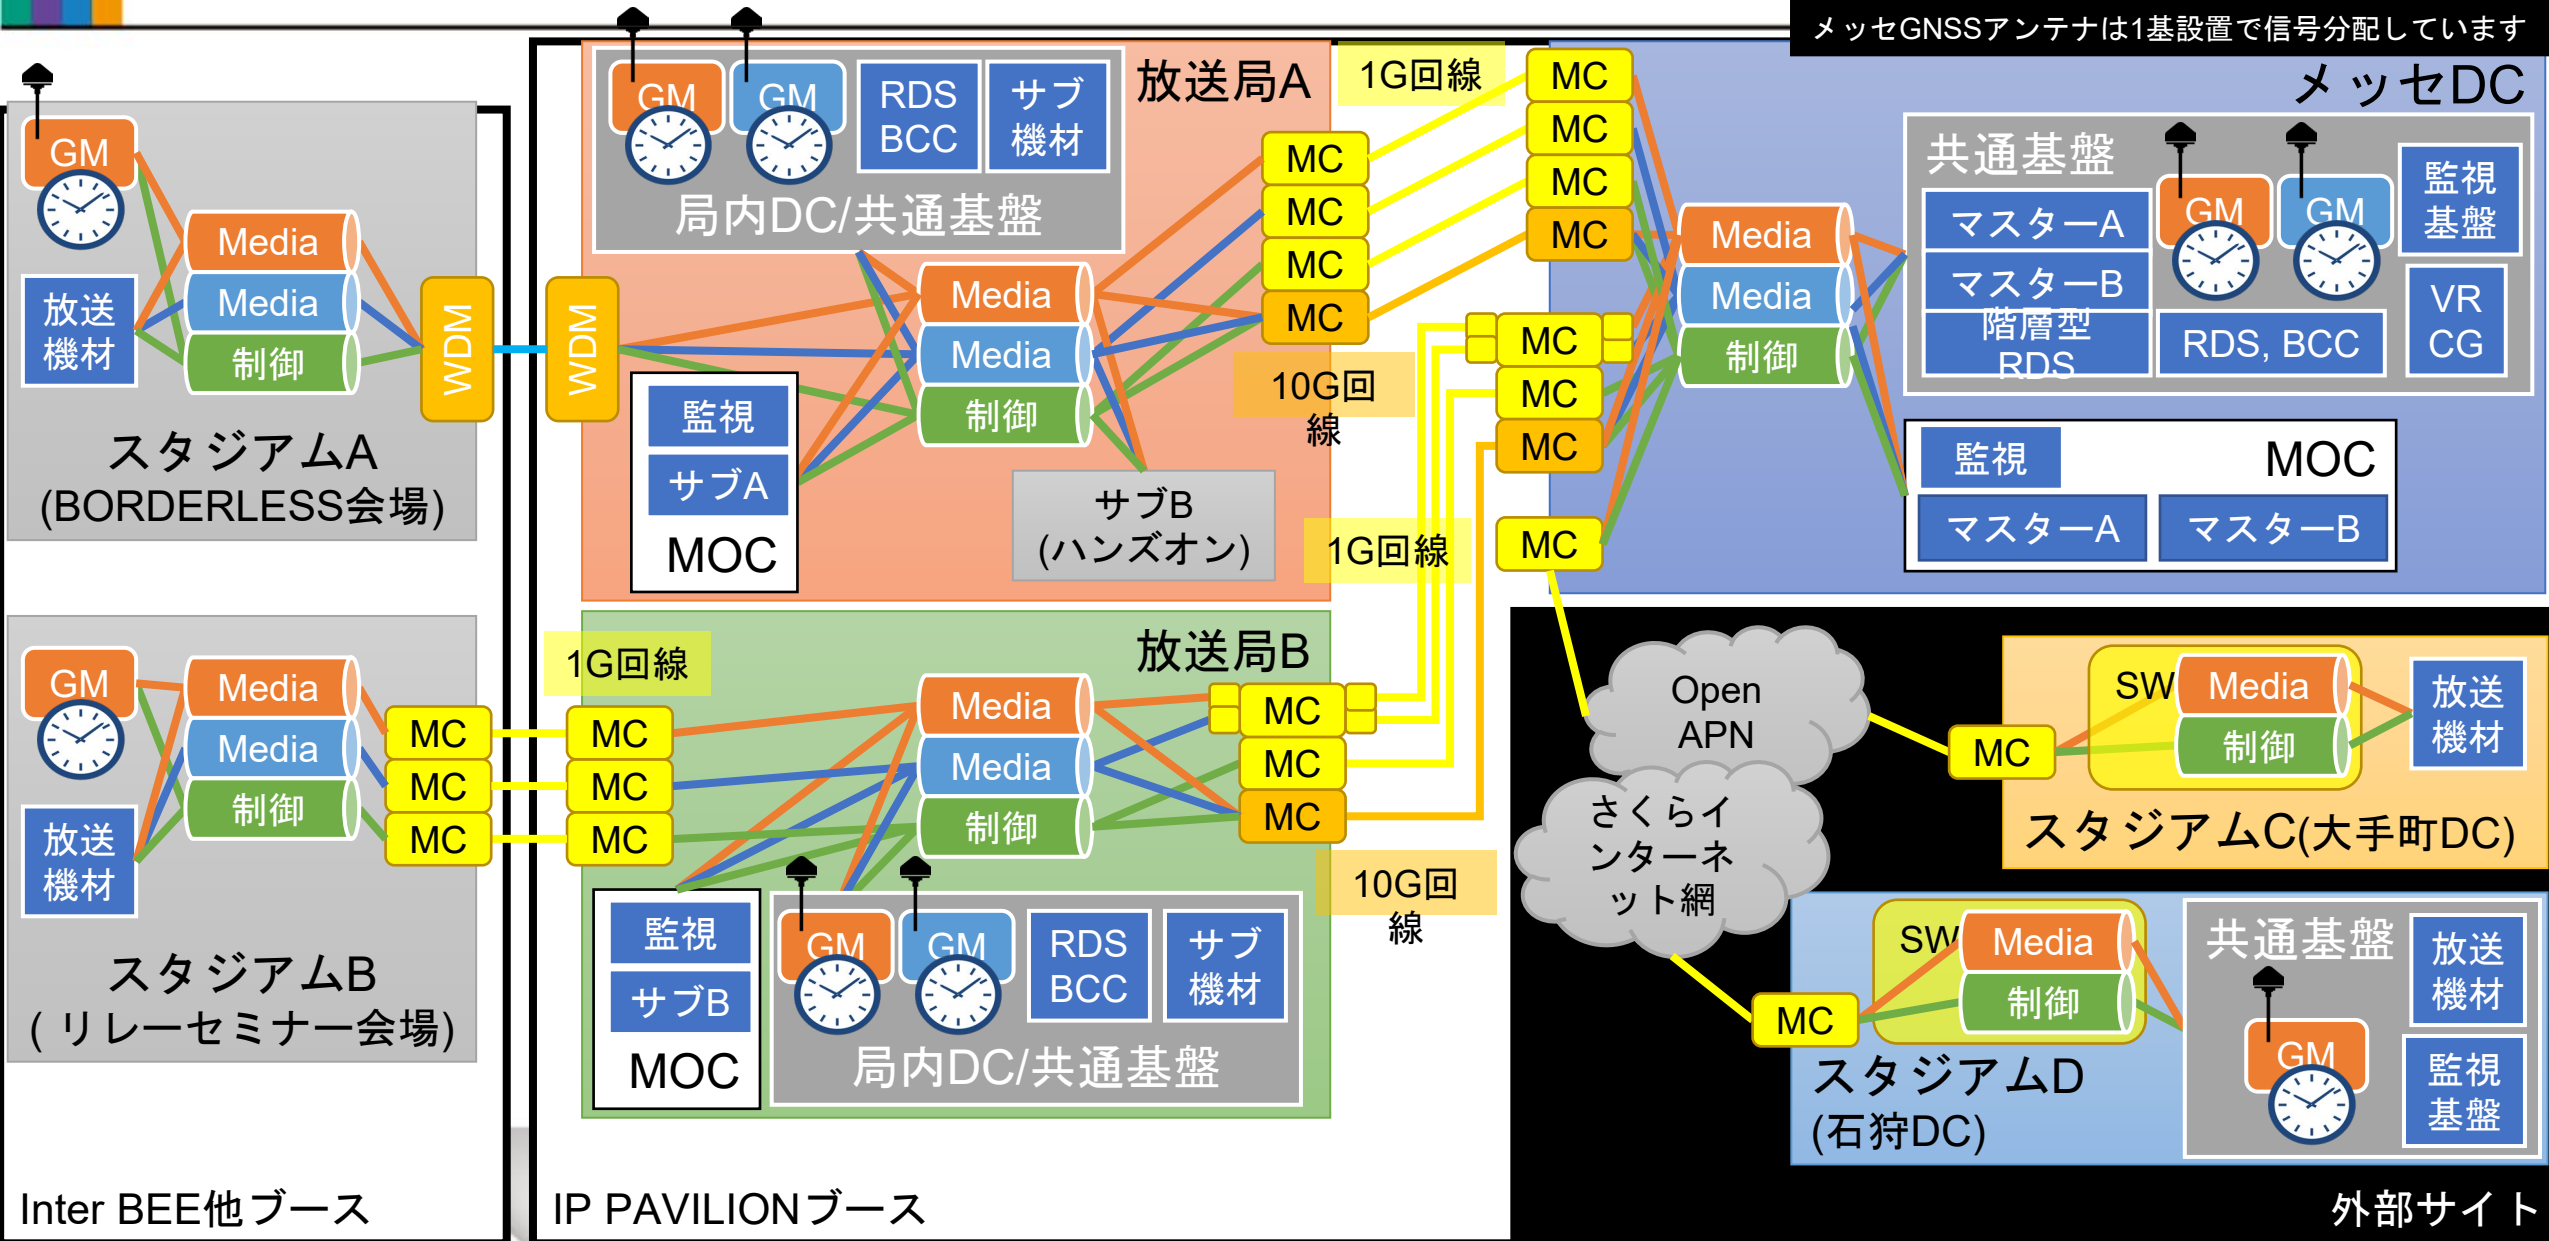 メッセGNSSアンテナは1基設置で信号分配しています
GM
放送
機材
Media
Media
制御
WDM
スタジアムA
(BORDERLESS会場)
GM
放送
機材
Media
Media
制御
MC
MC
MC
スタジアムB
( リレーセミナー会場)
Inter BEE他ブース
放送局A
GM
GM
RDS
BCC
サブ
機材
局内DC/共通基盤
WDM
Media
Media
制御
MC
MC
MC
MC
監視
サブA
MOC
サブB
(ハンズオン)
1G回線
10G回
線
1G回線
1G回線
放送局B
MC
MC
MC
Media
Media
制御
MC
MC
MC
10G回
線
監視
サブB
MOC
GM
GM
RDS
BCC
サブ
機材
局内DC/共通基盤
IP PAVILIONブース
メッセDC
MC
MC
MC
MC
MC
MC
MC
MC
Media
Media
制御
共通基盤
マスターA
マスターB
階層型
RDS
GM
GM
RDS, BCC
監視
基盤
VR
CG
監視
MOC
マスターA
マスターB
Open
APN
さくらイ
ンターネ
ット網
MC
SW
Media
制御
放送
機材
スタジアムC(大手町DC)
MC
SW
Media
制御
スタジアムD
(石狩DC)
共通基盤
GM
放送
機材
監視
基盤
外部サイト